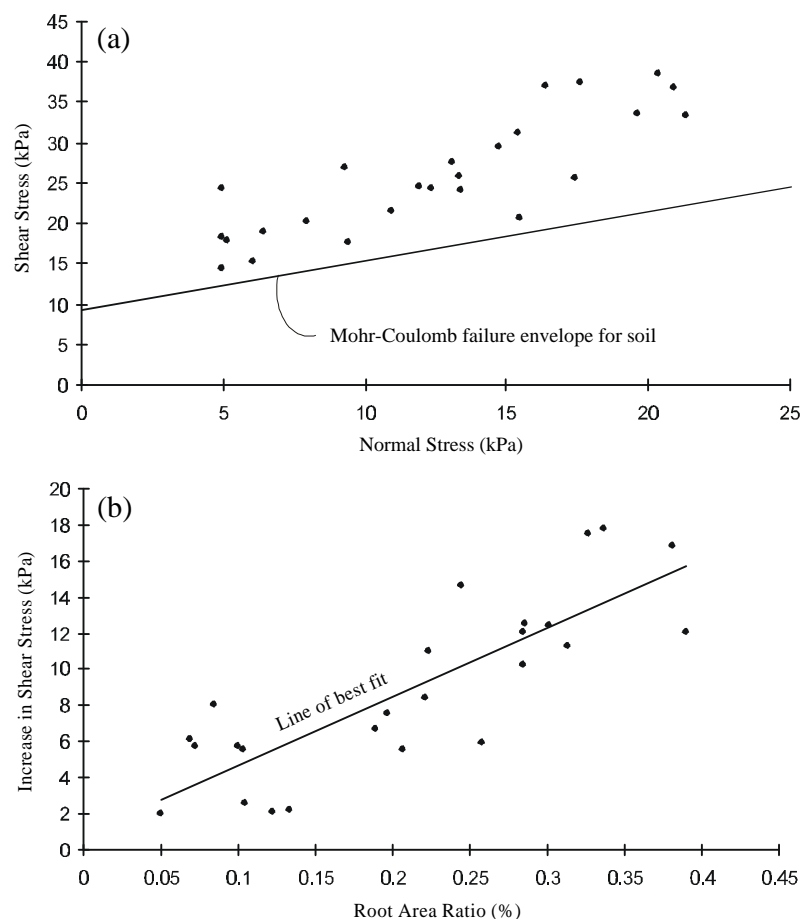 (a)
45
40
35
30
25
20
15
10
5
0
Shear Stress (kPa)
Mohr-Coulomb failure envelope for soil
0 5 10 15 20 25
Normal Stress (kPa)
(b)
20
18
16
14
12
10
8
6
4
2
0
Increase in Shear Stress (kPa)
Line of best fit
0 0.05 0.1 0.15 0.2 0.25 0.3 0.35 0.4 0.45
Root Area Ratio (%)